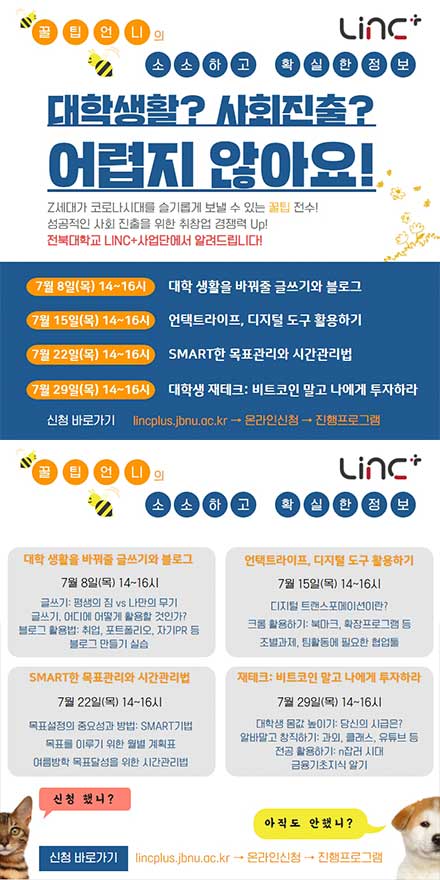 꿀팁언니의
LINC+
소소하고 확실한정보
대학생활? 사회진출?
어렵지 않아요!
Z세대가 코로나시대를 슬기롭게 보낼 수 있는 꿀팁 전수!
성공적인 사회 진출을 위한 취창업 경쟁력 Up!
전북대학교 LINC+사업단에서 알려드립니다!
7월 8일(목) 14~16시 대학 생활을 바꿔줄 글쓰기와 블로그
7월 15일(목) 14~16시 언택트라이프, 디지털 도구 활용하기
7월 22일(목) 14~16시 SMART한 목표관리와 시간관리법
7월 29일(목) 14~16시 대학생 재테크: 비트코인 말고 나에게 투자하라
신청 바로가기 lincplus.jbnu.ac.kr → 온라인신청 → 진행프로그램
꿀팁언니의
LINC+
소소하고 확실한정보
대학 생활을 바꿔줄 글쓰기와 블로그
7월 8일(목) 14~16시
글쓰기: 평생의 짐 vs 나만의 무기
글쓰기, 어디에 어떻게 활용할 것인가?
블로그 활용법: 취업, 포트폴리오, 자기PR 등
블로그 만들기 실습
언택트라이프, 디지털 도구 활용하기
7월 15일(목) 14~16시
디지털 트랜스포메이션이란?
크롬 활용하기: 북마크, 확장프로그램 등
조별과제, 팀활동에 필요한 협업툴
SMART한 목표관리와 시간관리법
7월 22일(목) 14~16시
목표설정의 중요성과 방법: SMART기법
목표를 이루기 위한 월별 계획표
여름방학 목표달성을 위한 시간관리법
재테크: 비트코인 말고 나에게 투자하라
7월 29일(목) 14~16시
대학생 몸값 높이기: 당신의 시급은?
알바말고 창직하기: 과외, 클래스, 유튜브 등
전공 활용하기: n잡러 시대
금융기초지식 알기
신청 했니?
아직도 안했니?
신청 바로가기 lincplus.jbnu.ac.kr → 온라인신청 → 진행프로그램